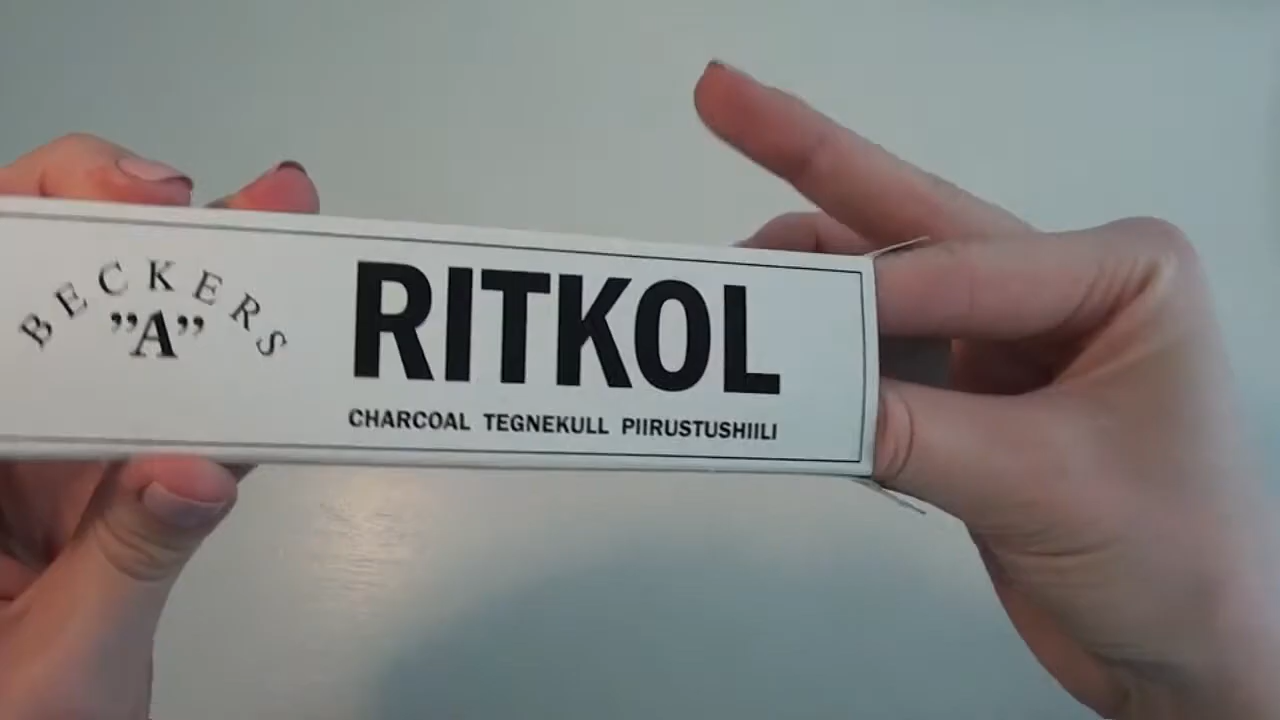 BECKERS
”A”
RITKOL
CHARCOAL TEGNEKULL PIIRUSTUSHIILI